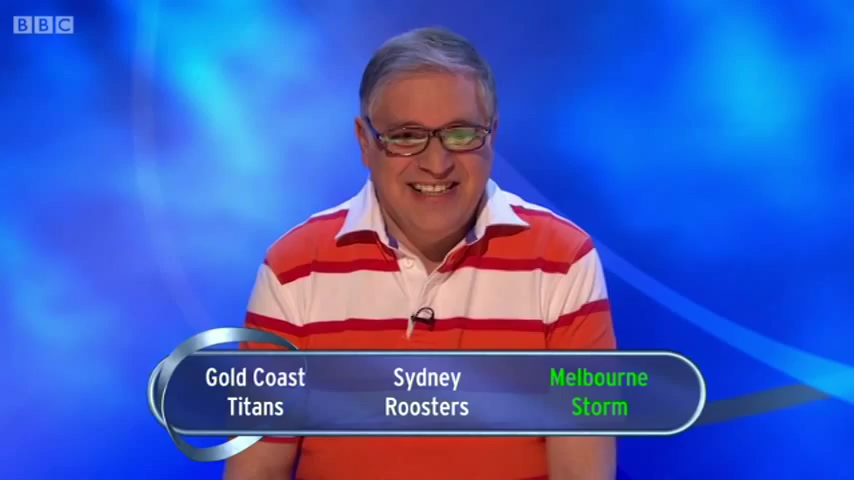 BBC
Gold Coast
Titans
Sydney
Roosters
Melbourne
Storm